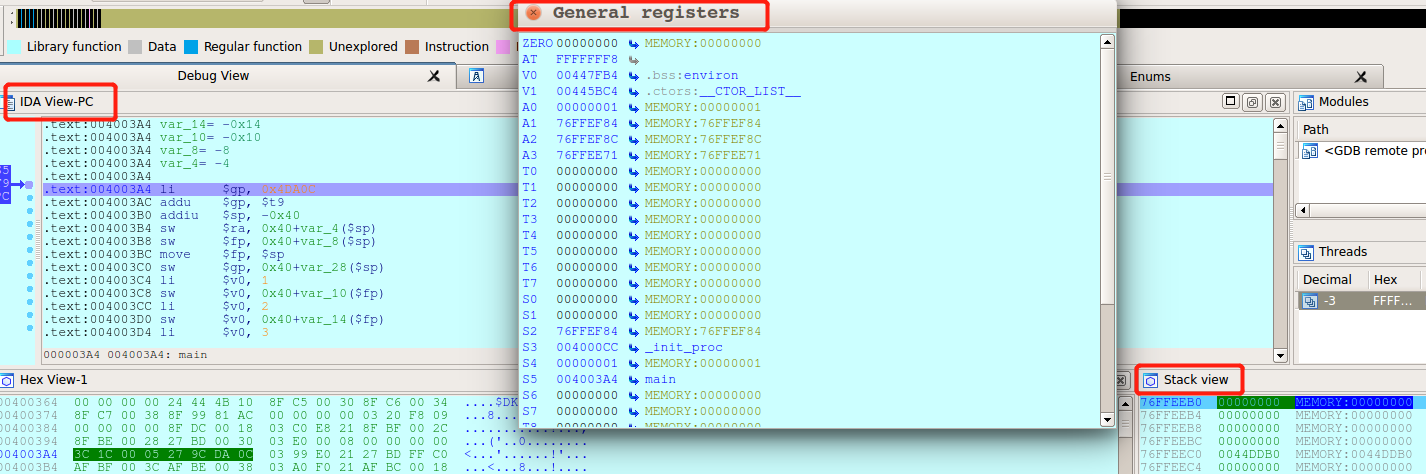 General registers
Library function Data Regular function Unexplored Instruction
Debug View
Enums
IDA View-PC
Modules
.text:004003A4 var_14= -0x14
.text:004003A4 var_10= -0x10
.text:004003A4 var_8= -8
.text:004003A4 var_4= -4
.text:004003A4
.text:004003A4 li $gp, 0x4DA0C
.text:004003AC addu $gp, $t9
.text:004003B0 addiu $sp, -0x40
.text:004003B4 sw $ra, 0x40+var_4($sp)
.text:004003B8 sw $fp, 0x40+var_8($sp)
.text:004003BC move $fp, $sp
.text:004003C0 sw $gp, 0x40+var_28($sp)
.text:004003C4 li $v0, 1
.text:004003C8 sw $v0, 0x40+var_10($fp)
.text:004003CC li $v0, 2
.text:004003D0 sw $v0, 0x40+var_14($fp)
.text:004003D4 li $v0, 3
000003A4 004003A4: main
ZERO 00000000 MEMORY:00000000
AT FFFFFFF8
V0 00447FB4 .bss:environ
V1 00445BC4 .ctors:__CTOR_LIST__
A0 00000001 MEMORY:00000001
A1 76FFEF84 MEMORY:76FFEF84
A2 76FFEF8C MEMORY:76FFEF8C
A3 76FFEE71 MEMORY:76FFEE71
T0 00000000 MEMORY:00000000
T1 00000000 MEMORY:00000000
T2 00000000 MEMORY:00000000
T3 00000000 MEMORY:00000000
T4 00000000 MEMORY:00000000
T5 00000000 MEMORY:00000000
T6 00000000 MEMORY:00000000
T7 00000000 MEMORY:00000000
S0 00000000 MEMORY:00000000
S1 00000000 MEMORY:00000000
S2 76FFEF84 MEMORY:76FFEF84
S3 004000CC _init_proc
S4 00000001 MEMORY:00000001
S5 004003A4 main
S6 00000000 MEMORY:00000000
S7 00000000 MEMORY:00000000
Path
<GDB remote pro
Threads
Decimal Hex
-3 FFFF...
Hex View-1
00400364 00 00 00 00 24 44 4B 10 8F C5 00 30 8F C6 00 34 ....$DK
00400374 8F C7 00 38 8F 99 81 AC 00 00 00 00 03 20 F8 09 ...8....
00400384 00 00 00 00 8F DC 00 18 03 C0 E8 21 8F BF 00 2C
00400394 8F BE 00 28 27 BD 00 30 03 E0 00 08 00 00 00 00
004003A4 3C 1C 00 05 27 9C DA 0C 03 99 E0 21 27 BD FF C0
004003B4 AF BF 00 3C AF BE 00 38 03 A0 F0 21 AF BC 00 18
Stack view
76FFEEB0 00000000 MEMORY:00000000
76FFEEB4 00000000 MEMORY:00000000
76FFEEB8 00000000 MEMORY:00000000
76FFEEBC 00000000 MEMORY:00000000
76FFEEC0 0044DDB0 MEMORY:0044DDB0
76FFEEC4 0044DDB0 MEMORY:0044DDB0